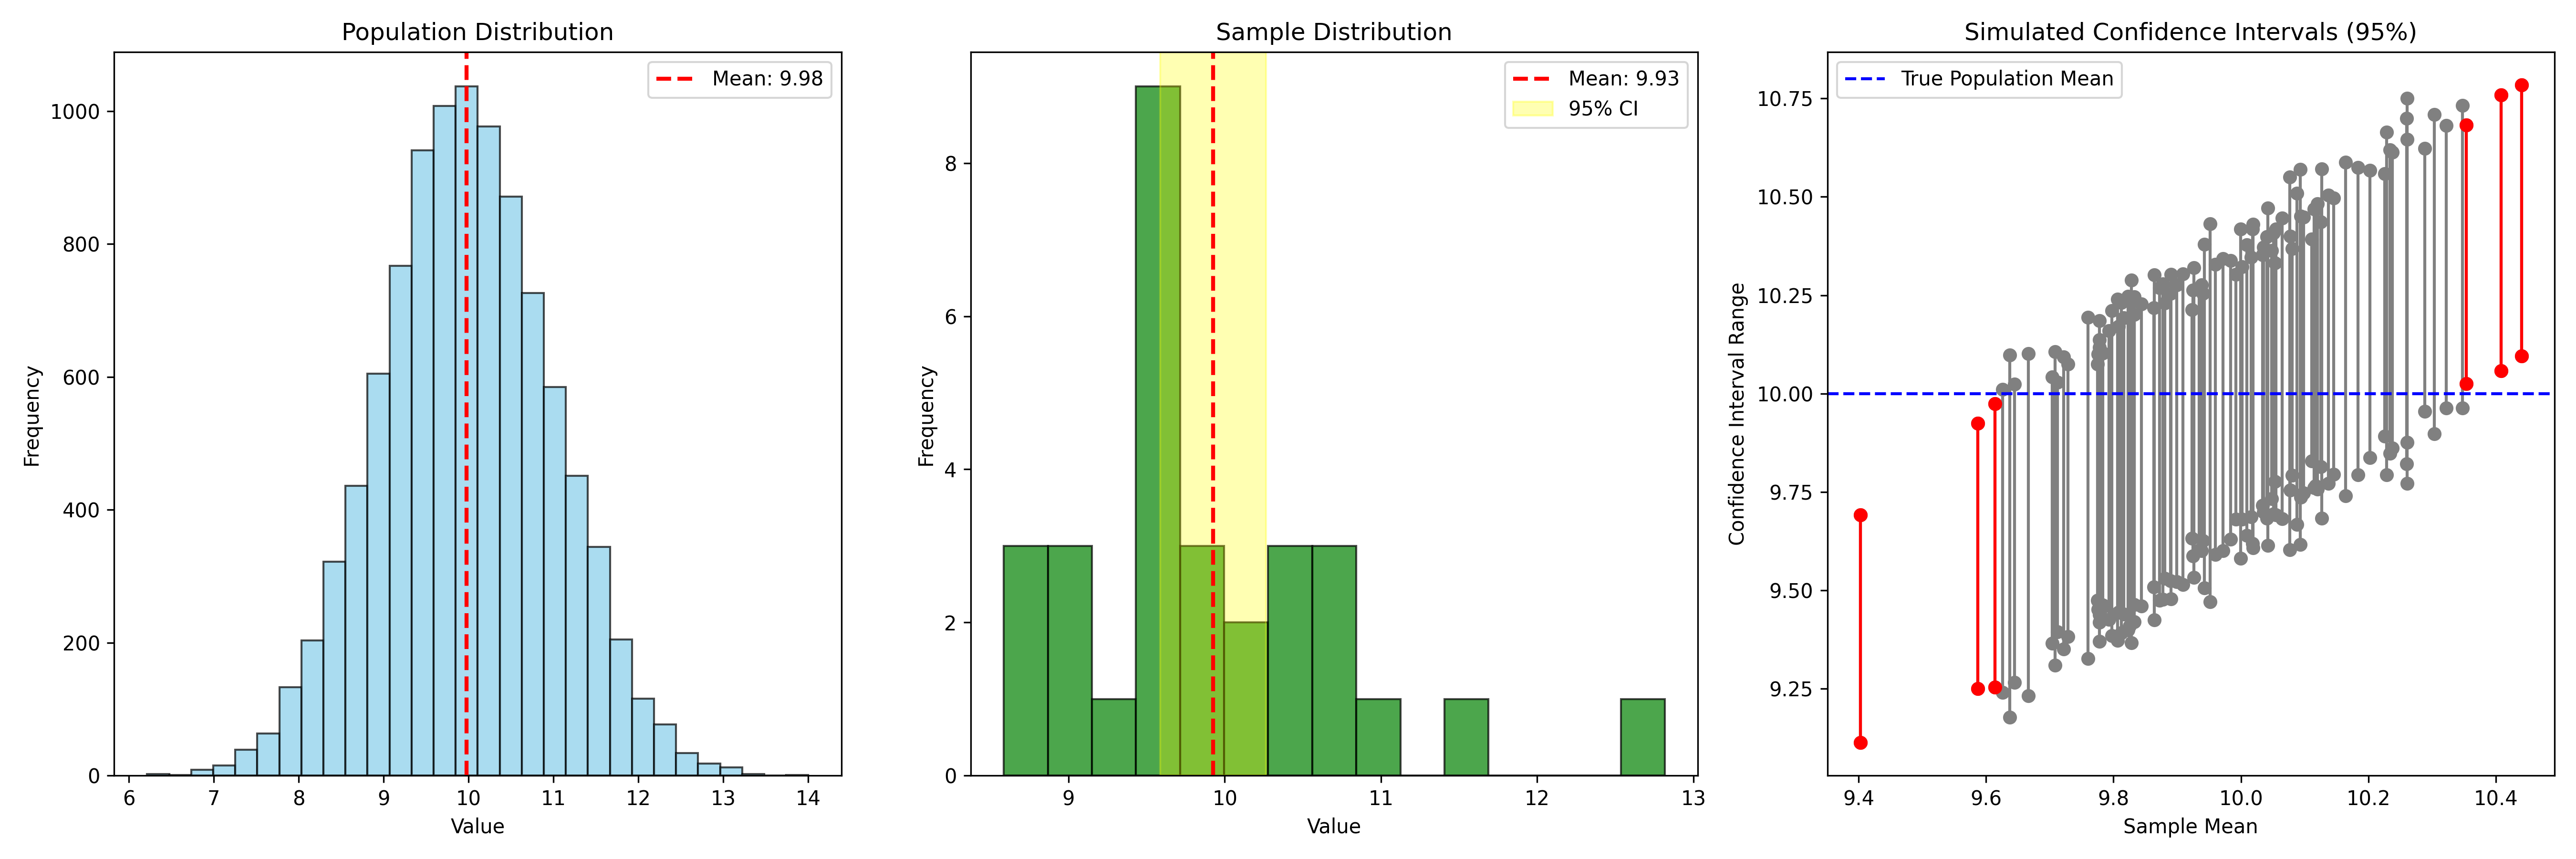 Population Distribution
Mean: 9.98
Frequency
1000
800
600
400
200
0
6 7 8 9 10 11 12 13 14
Value
Sample Distribution
Mean: 9.93
95% CI
Frequency
8
6
4
2
0
9 10 11 12 13
Value
Simulated Confidence Intervals (95%)
True Population Mean
Confidence Interval Range
10.75
10.50
10.25
10.00
9.75
9.50
9.25
9.4 9.6 9.8 10.0 10.2 10.4
Sample Mean